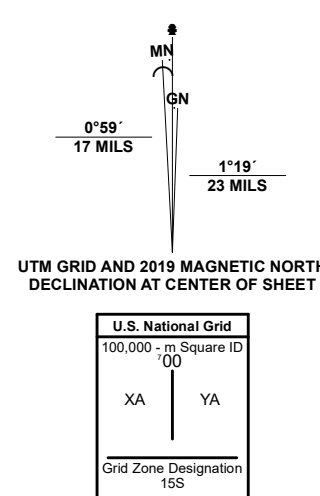 MN
GN
0°59´
17 MILS
1°19´
23 MILS
UTM GRID AND 2019 MAGNETIC NORTH
DECLINATION AT CENTER OF SHEET
U.S. National Grid
100,000 - m Square ID
⁷00
XA YA
Grid Zone Designation
15S